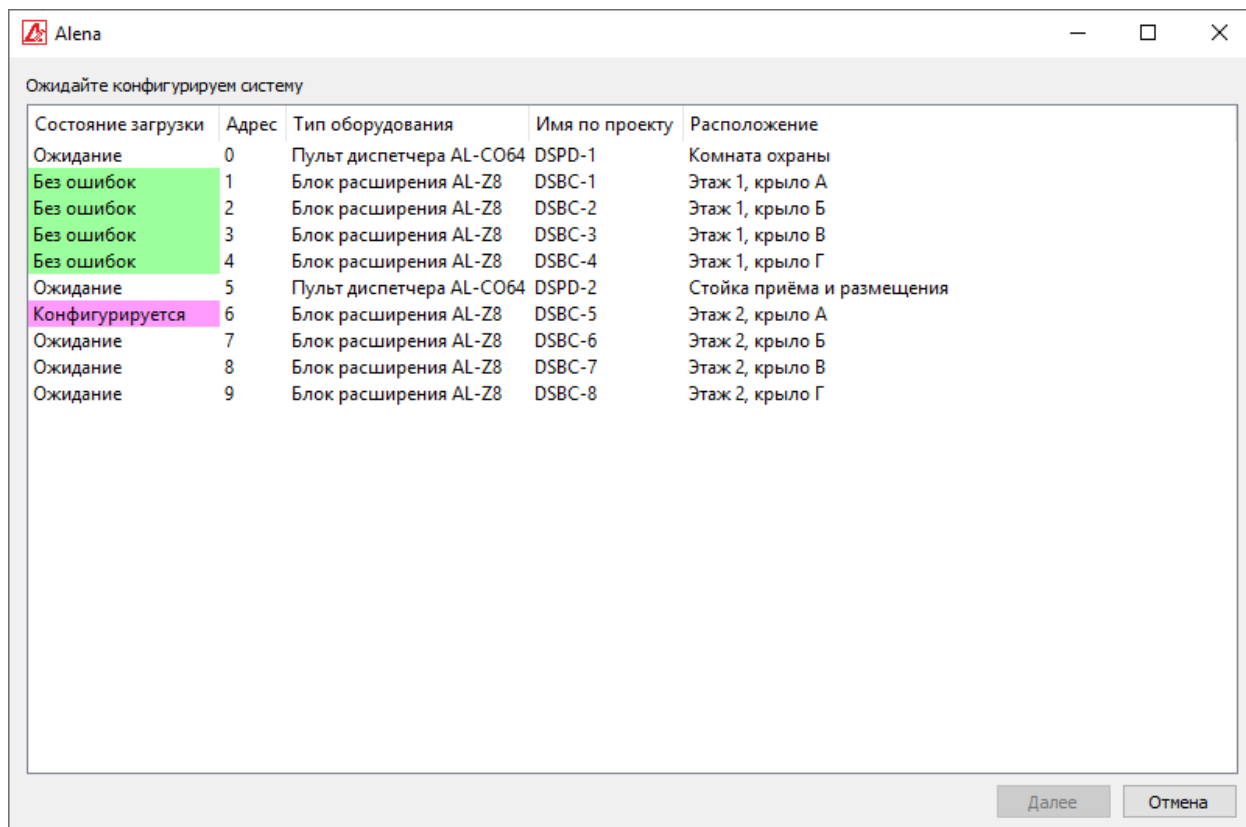 Alena
Ожидайте конфигурируем систему
Состояние загрузки Адрес Тип оборудования Имя по проекту Расположение
Ожидание 0 Пульт диспетчера AL-CO64 DSPD-1 Комната охраны
Без ошибок 1 Блок расширения AL-Z8 DSBC-1 Этаж 1, крыло А
Без ошибок 2 Блок расширения AL-Z8 DSBC-2 Этаж 1, крыло Б
Без ошибок 3 Блок расширения AL-Z8 DSBC-3 Этаж 1, крыло В
Без ошибок 4 Блок расширения AL-Z8 DSBC-4 Этаж 1, крыло Г
Ожидание 5 Пульт диспетчера AL-CO64 DSPD-2 Стойка приёма и размещения
Конфигурируется 6 Блок расширения AL-Z8 DSBC-5 Этаж 2, крыло А
Ожидание 7 Блок расширения AL-Z8 DSBC-6 Этаж 2, крыло Б
Ожидание 8 Блок расширения AL-Z8 DSBC-7 Этаж 2, крыло В
Ожидание 9 Блок расширения AL-Z8 DSBC-8 Этаж 2, крыло Г
Далее Отмена